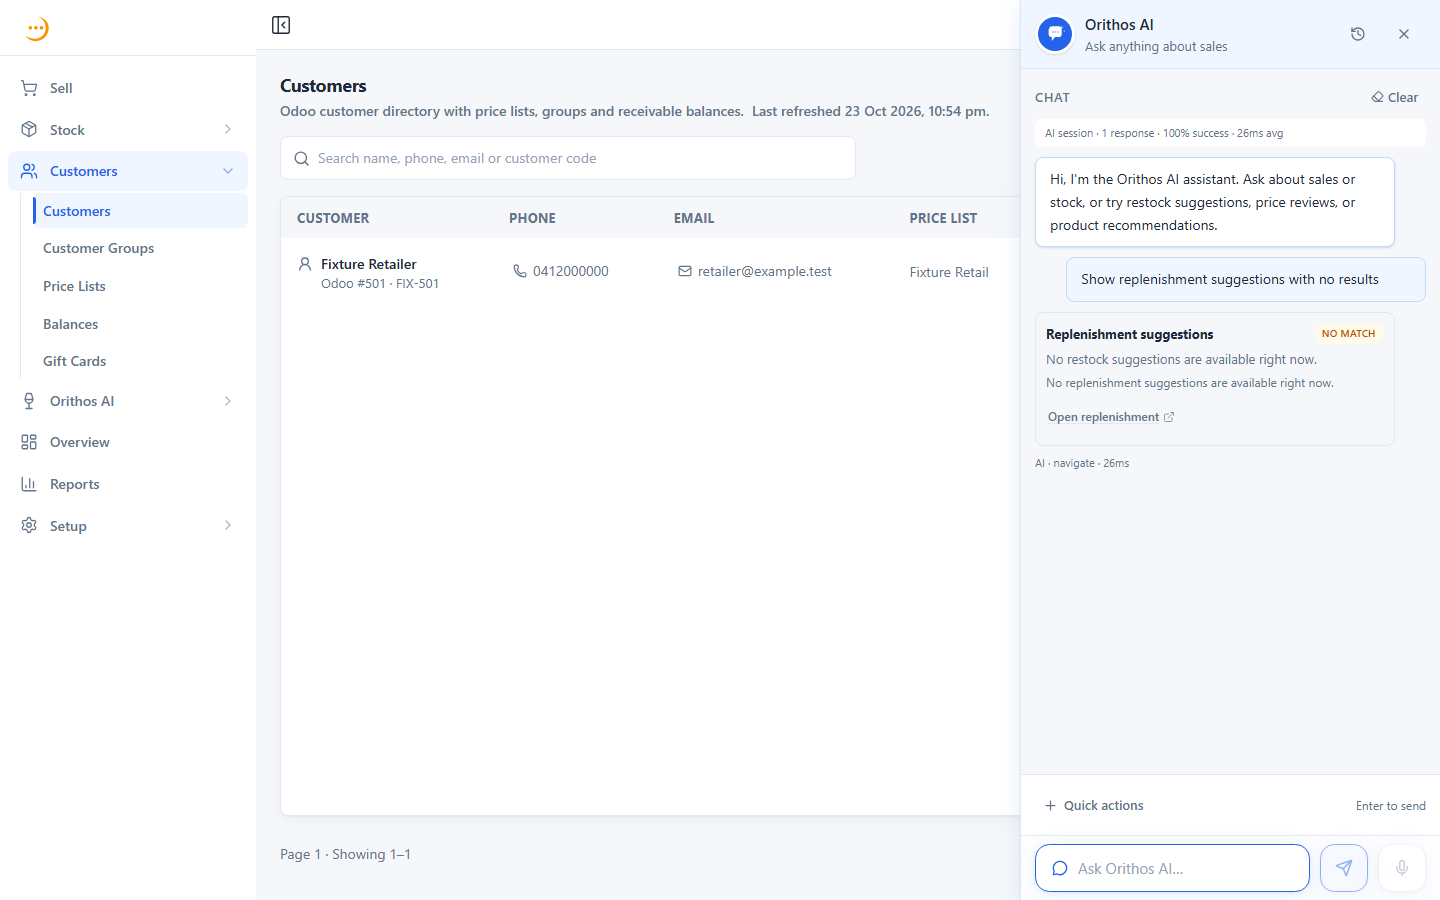 Sell
Stock
Customers
Customers
Customer Groups
Price Lists
Balances
Gift Cards
Orithos AI
Overview
Reports
Setup
Customers
Odoo customer directory with price lists, groups and receivable balances. Last refreshed 23 Oct 2026, 10:54 pm.
Search name, phone, email or customer code
CUSTOMER PHONE EMAIL PRICE LIST
Fixture Retailer
Odoo #501 · FIX-501
0412000000
retailer@example.test
Fixture Retail
Page 1 · Showing 1–1
Orithos AI
Ask anything about sales
CHAT
Clear
AI session · 1 response · 100% success · 26ms avg
Hi, I'm the Orithos AI assistant. Ask about sales or
stock, or try restock suggestions, price reviews, or
product recommendations.
Show replenishment suggestions with no results
Replenishment suggestions
NO MATCH
No restock suggestions are available right now.
No replenishment suggestions are available right now.
Open replenishment
AI · navigate · 26ms
Quick actions
Enter to send
Ask Orithos AI...